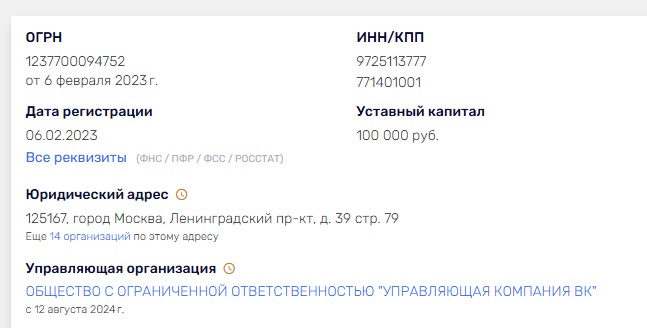 ОГРН
1237700094752
от 6 февраля 2023 г.
ИНН/КПП
9725113777
771401001
Дата регистрации
06.02.2023
Все реквизиты (ФНС / ПФР / ФСС / РОССТАТ)
Уставный капитал
100 000 руб.
Юридический адрес
125167, город Москва, Ленинградский пр-кт, д. 39 стр. 79
Еще 14 организаций по этому адресу
Управляющая организация
ОБЩЕСТВО С ОГРАНИЧЕННОЙ ОТВЕТСТВЕННОСТЬЮ "УПРАВЛЯЮЩАЯ КОМПАНИЯ ВК"
с 12 августа 2024 г.